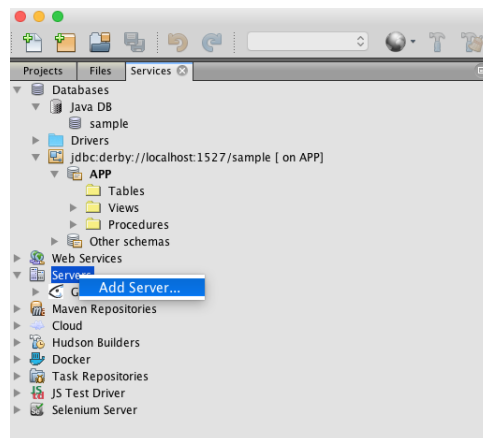 Projects Files Services
Databases
Java DB
sample
Drivers
jdbc:derby://localhost:1527/sample [ on APP]
APP
Tables
Views
Procedures
Other schemas
Web Services
Servers
Add Server...
G
Maven Repositories
Cloud
Hudson Builders
Docker
Task Repositories
JS Test Driver
Selenium Server